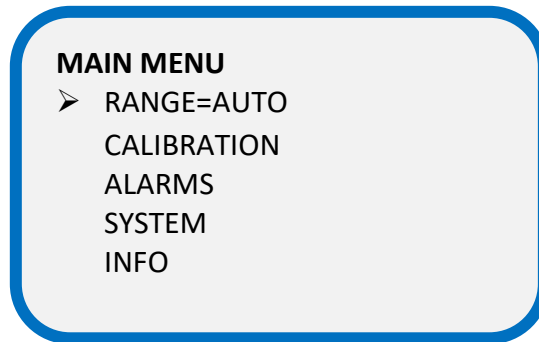 MAIN MENU
➢ RANGE=AUTO
CALIBRATION
ALARMS
SYSTEM
INFO